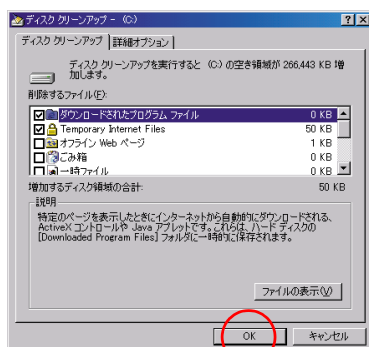 ディスク クリーンアップ - (C:)
ディスク クリーンアップ 詳細オプション
ディスク クリーンアップを実行すると (C:) の空き領域が 266,443 KB 増
加します。
削除するファイル(F):
ダウンロードされたプログラム ファイル 0 KB
Temporary Internet Files 50 KB
オフライン Web ページ 1 KB
ごみ箱 0 KB
一時ファイル 0 KB
増加するディスク領域の合計: 50 KB
説明
特定のページを表示したときにインターネットから自動的にダウンロードされる、
ActiveX コントロールや Java アプレットです。これらは、ハード ディスクの
[Downloaded Program Files] フォルダに一時的に保存されます。
ファイルの表示(V)
OK キャンセル